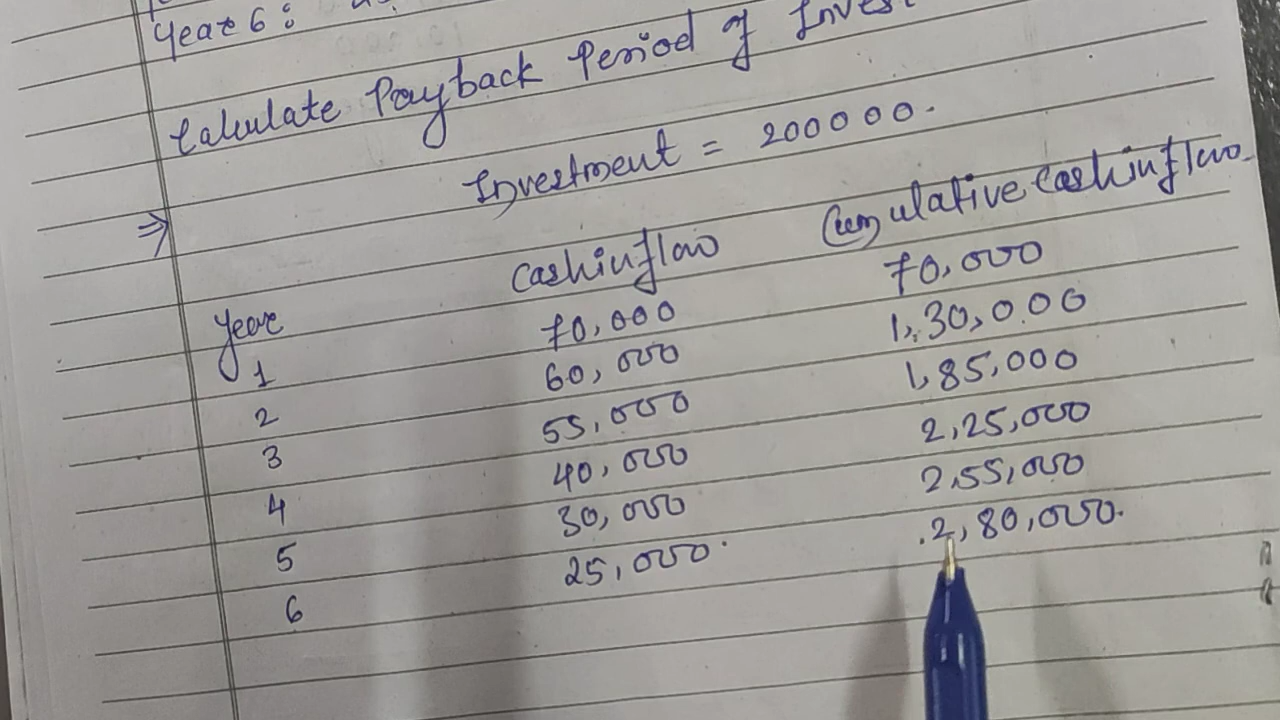 Year 6:
Calculate Payback Period of
Investment = 200000.
⇒
Year Cashinflow Cumulative Cashinflow
1 70,000 70,000
2 60,000 1,30,000
3 55,000 1,85,000
4 40,000 2,25,000
5 30,000 2,55,000
6 25,000. 2,80,000.